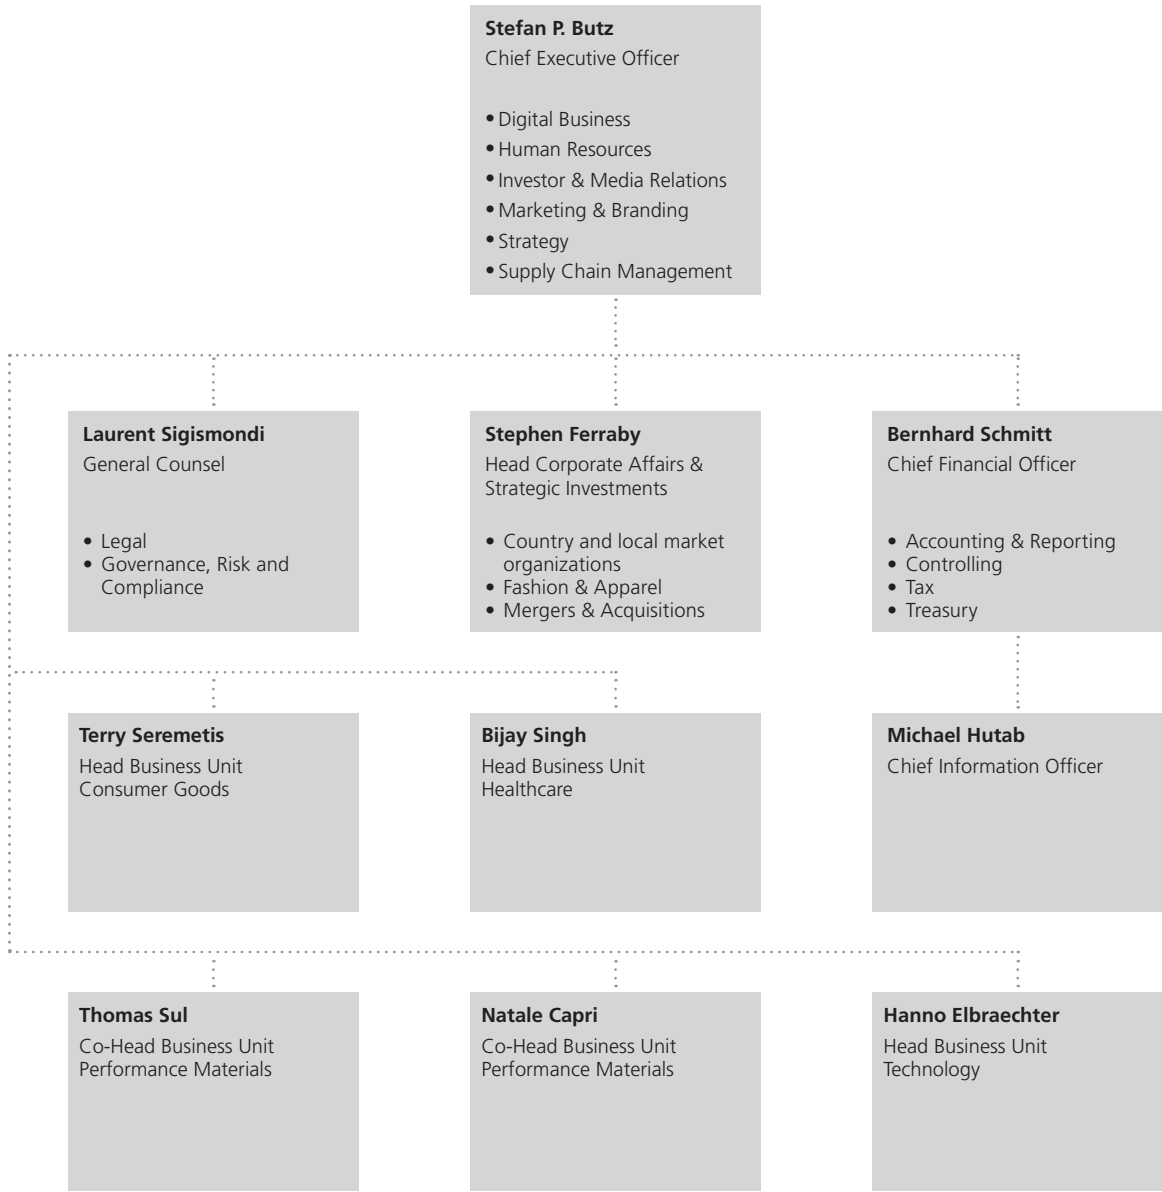 Stefan P. Butz
Chief Executive Officer
• Digital Business
• Human Resources
• Investor & Media Relations
• Marketing & Branding
• Strategy
• Supply Chain Management
Laurent Sigismondi
General Counsel
• Legal
• Governance, Risk and
Compliance
Stephen Ferraby
Head Corporate Affairs &
Strategic Investments
• Country and local market
organizations
• Fashion & Apparel
• Mergers & Acquisitions
Bernhard Schmitt
Chief Financial Officer
• Accounting & Reporting
• Controlling
• Tax
• Treasury
Terry Seremetis
Head Business Unit
Consumer Goods
Bijay Singh
Head Business Unit
Healthcare
Michael Hutab
Chief Information Officer
Thomas Sul
Co-Head Business Unit
Performance Materials
Natale Capri
Co-Head Business Unit
Performance Materials
Hanno Elbraechter
Head Business Unit
Technology